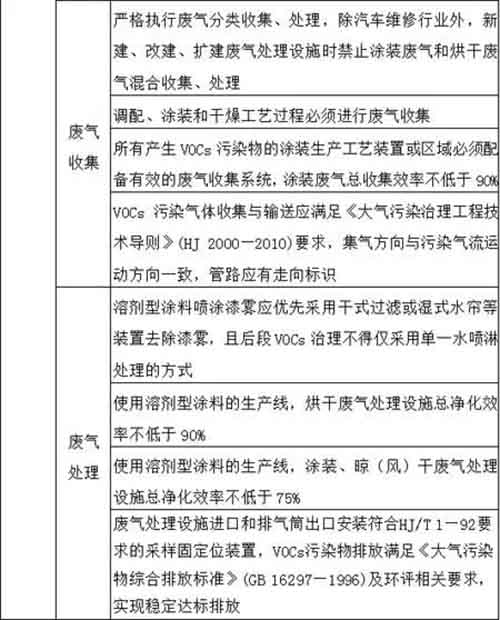 严格执行废气分类收集、处理，除汽车维修行业外，新
建、改建、扩建废气处理设施时禁止涂装废气和烘干废
气混合收集、处理
废气
收集
调配、涂装和干燥工艺过程必须进行废气收集
所有产生VOCs污染物的涂装生产工艺装置或区域必须配
备有效的废气收集系统，涂装废气总收集效率不低于90%
VOCs 污染气体收集与输送应满足《大气污染治理工程技
术导则》(HJ 2000—2010)要求，集气方向与污染气流运
动方向一致，管路应有走向标识
废气
处理
溶剂型涂料喷涂漆雾应优先采用干式过滤或湿式水帘等
装置去除漆雾，且后段VOCs治理不得仅采用单一水喷淋
处理的方式
使用溶剂型涂料的生产线，烘干废气处理设施总净化效
率不低于90%
使用溶剂型涂料的生产线，涂装、晾（风）干废气处理
设施总净化效率不低于75%
废气处理设施进口和排气筒出口安装符合HJ/T 1—92要
求的采样固定位装置，VOCs污染物排放满足《大气污染
物综合排放标准》(GB 16297—1996)及环评相关要求，
实现稳定达标排放